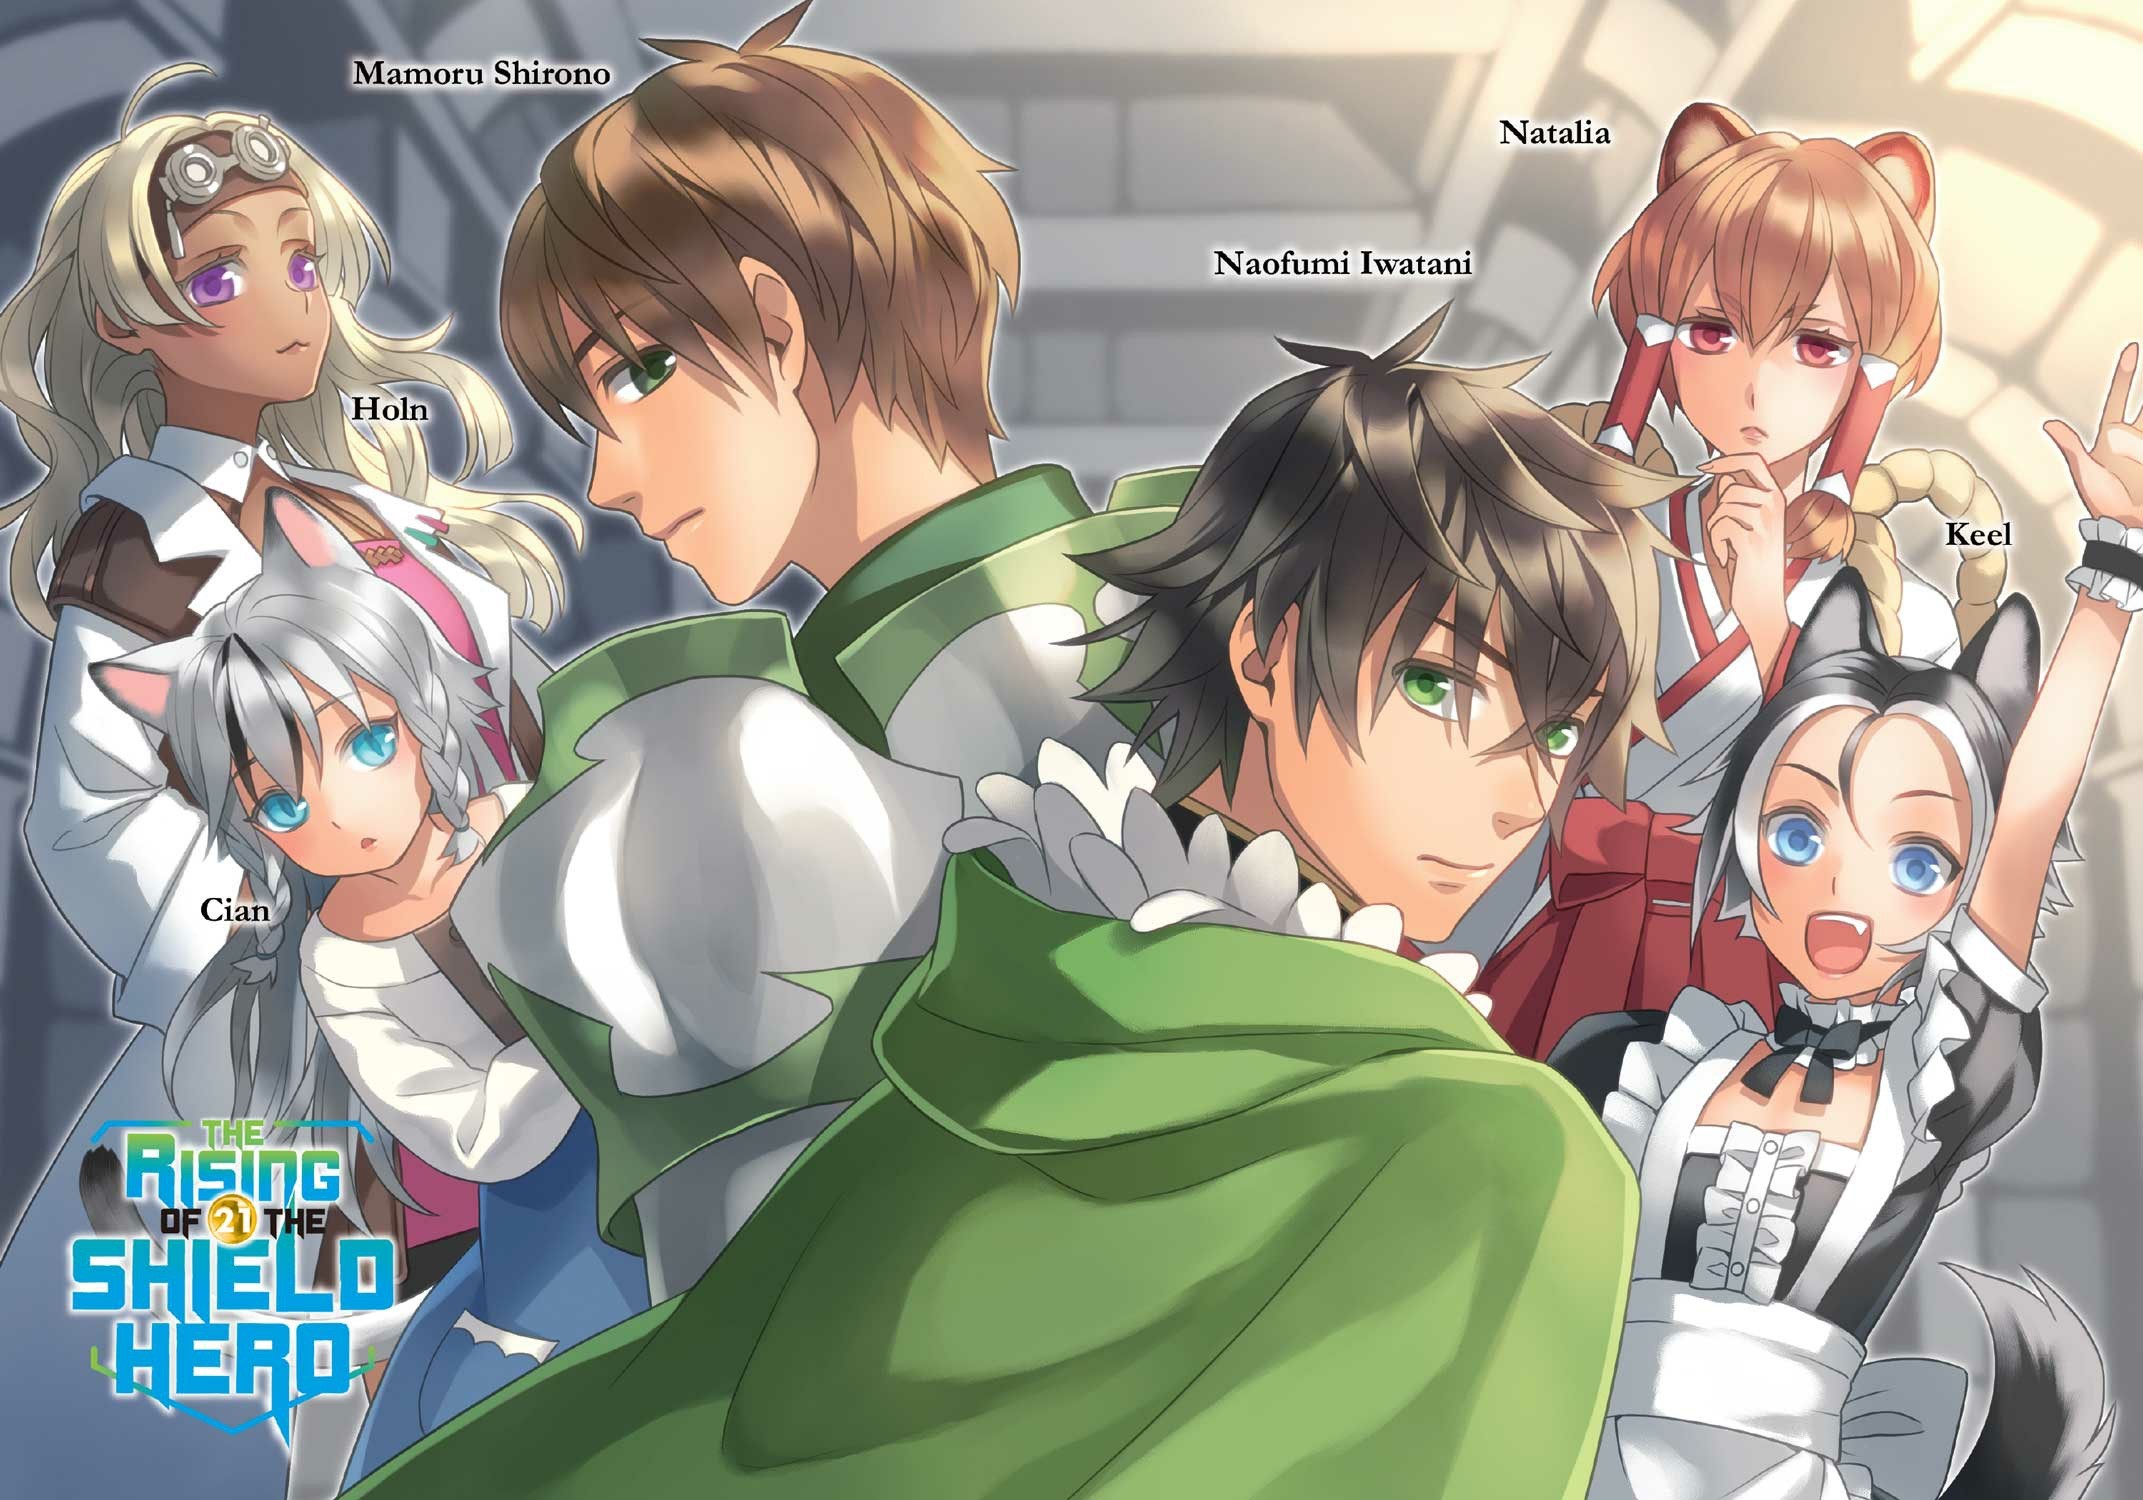 Mamoru Shirono
Natalia
Naofumi Iwatani
Holn
Keel
Cian
THE
RISING
OF 21 THE
SHIELD
HERO